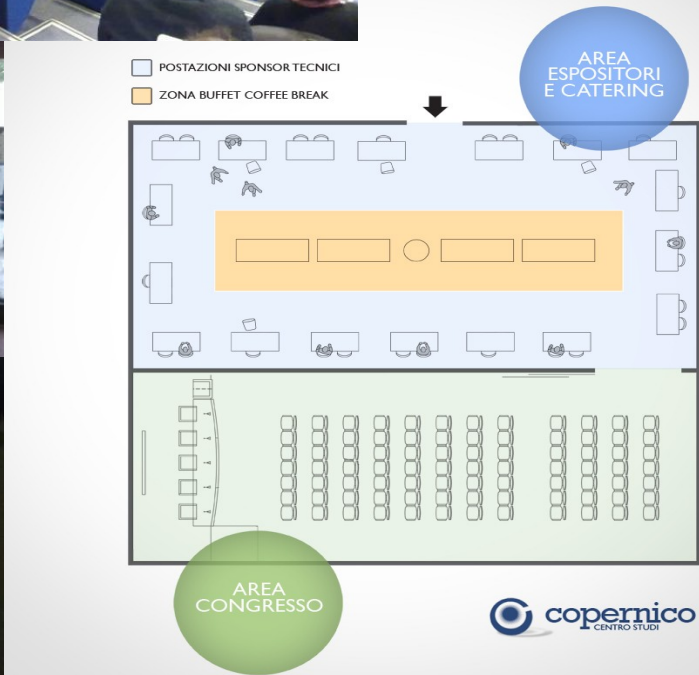 POSTAZIONI SPONSOR TECNICI
ZONA BUFFET COFFEE BREAK
AREA
ESPOSITORI
E CATERING
AREA
CONGRESSO
copernico
CENTRO STUDI